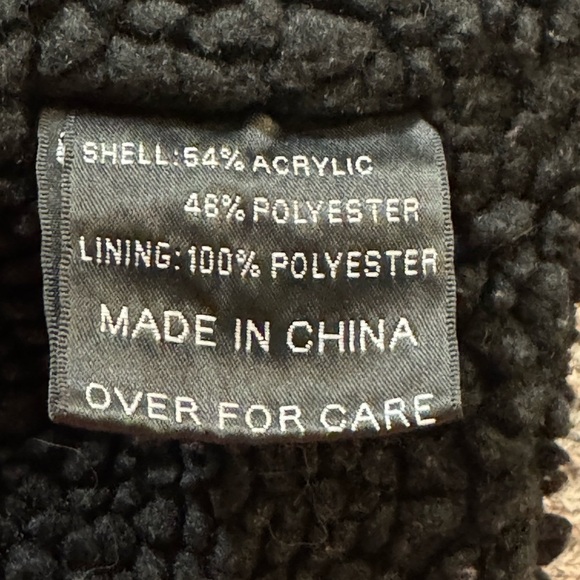 SHELL:54% ACRYLIC
46% POLYESTER
LINING:100% POLYESTER
MADE IN CHINA
OVER FOR CARE